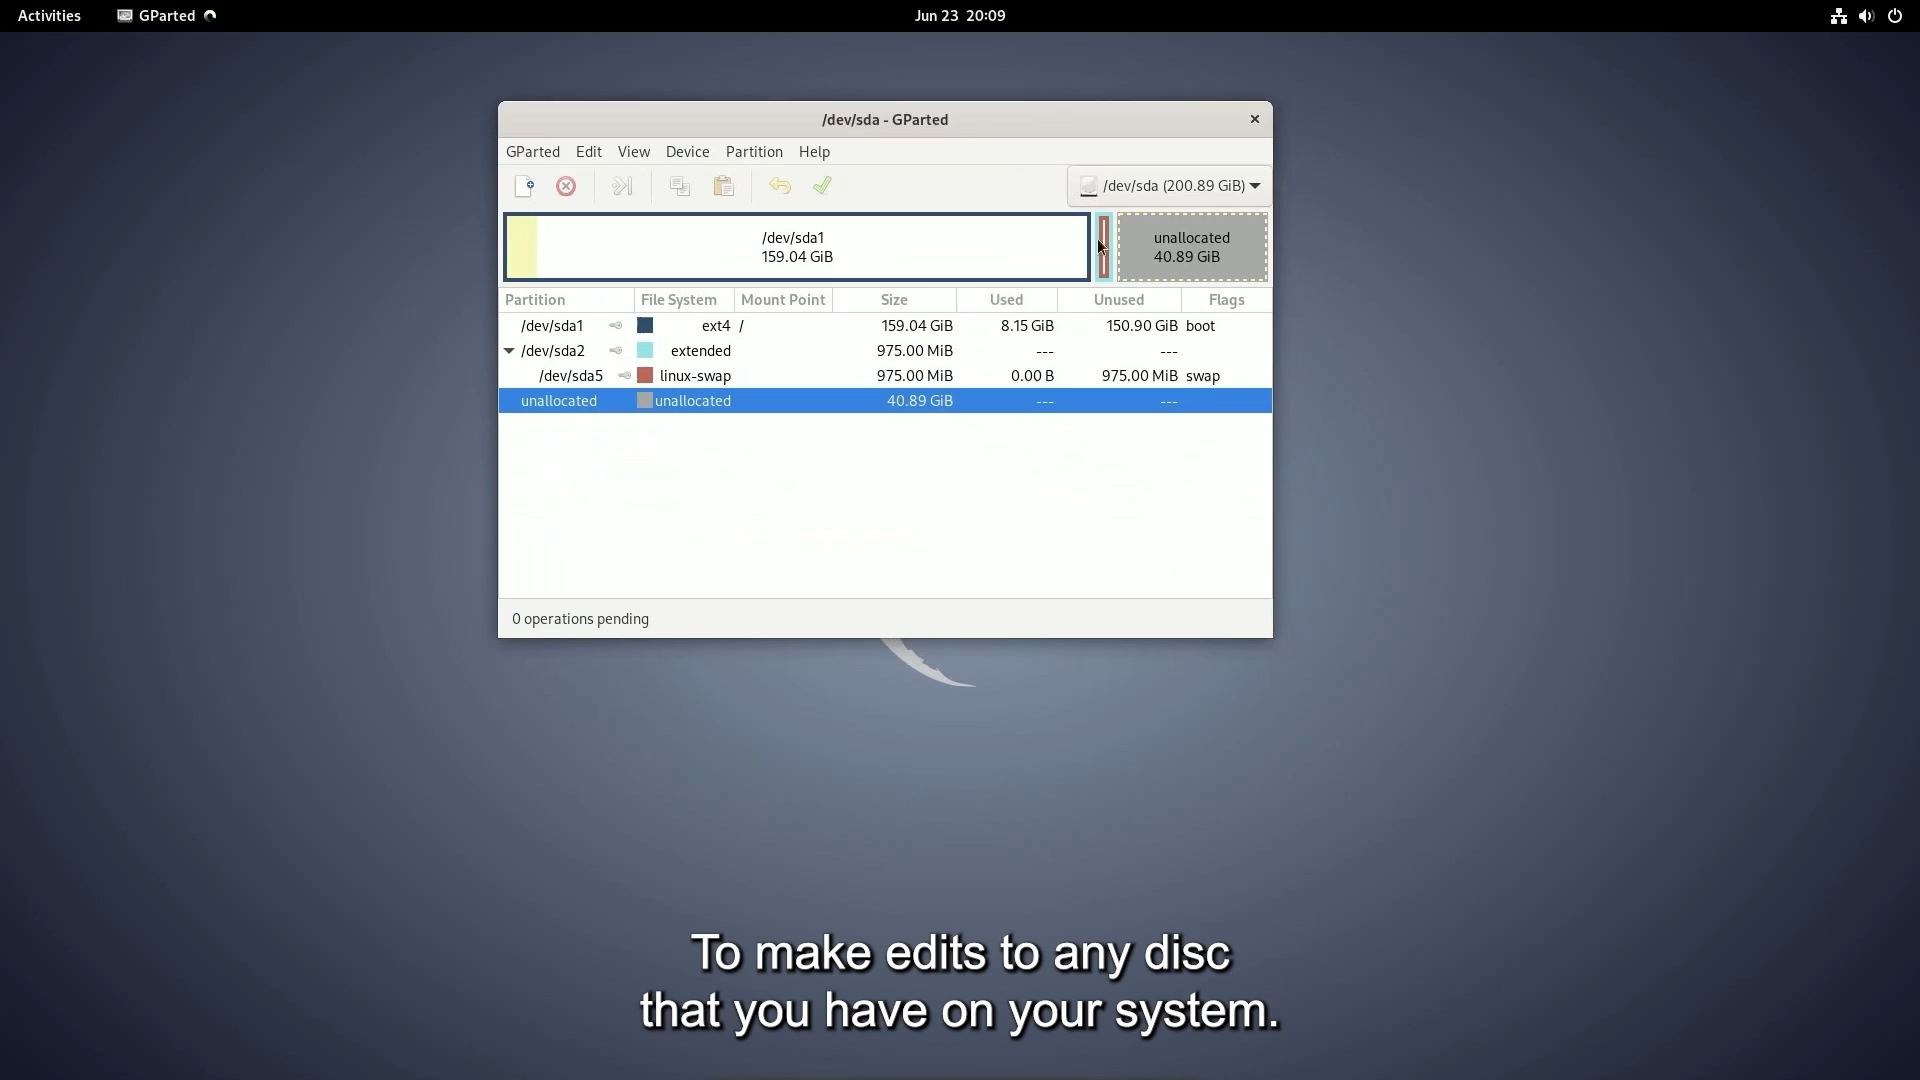 Activities GParted Jun 23 20:09
/dev/sda - GParted ×
GParted Edit View Device Partition Help
/dev/sda (200.89 GiB)
/dev/sda1
159.04 GiB
unallocated
40.89 GiB
Partition File System Mount Point Size Used Unused Flags
/dev/sda1 ext4 / 159.04 GiB 8.15 GiB 150.90 GiB boot
/dev/sda2 extended 975.00 MiB --- ---
/dev/sda5 linux-swap 975.00 MiB 0.00 B 975.00 MiB swap
unallocated unallocated 40.89 GiB --- ---
0 operations pending
To make edits to any disc
that you have on your system.